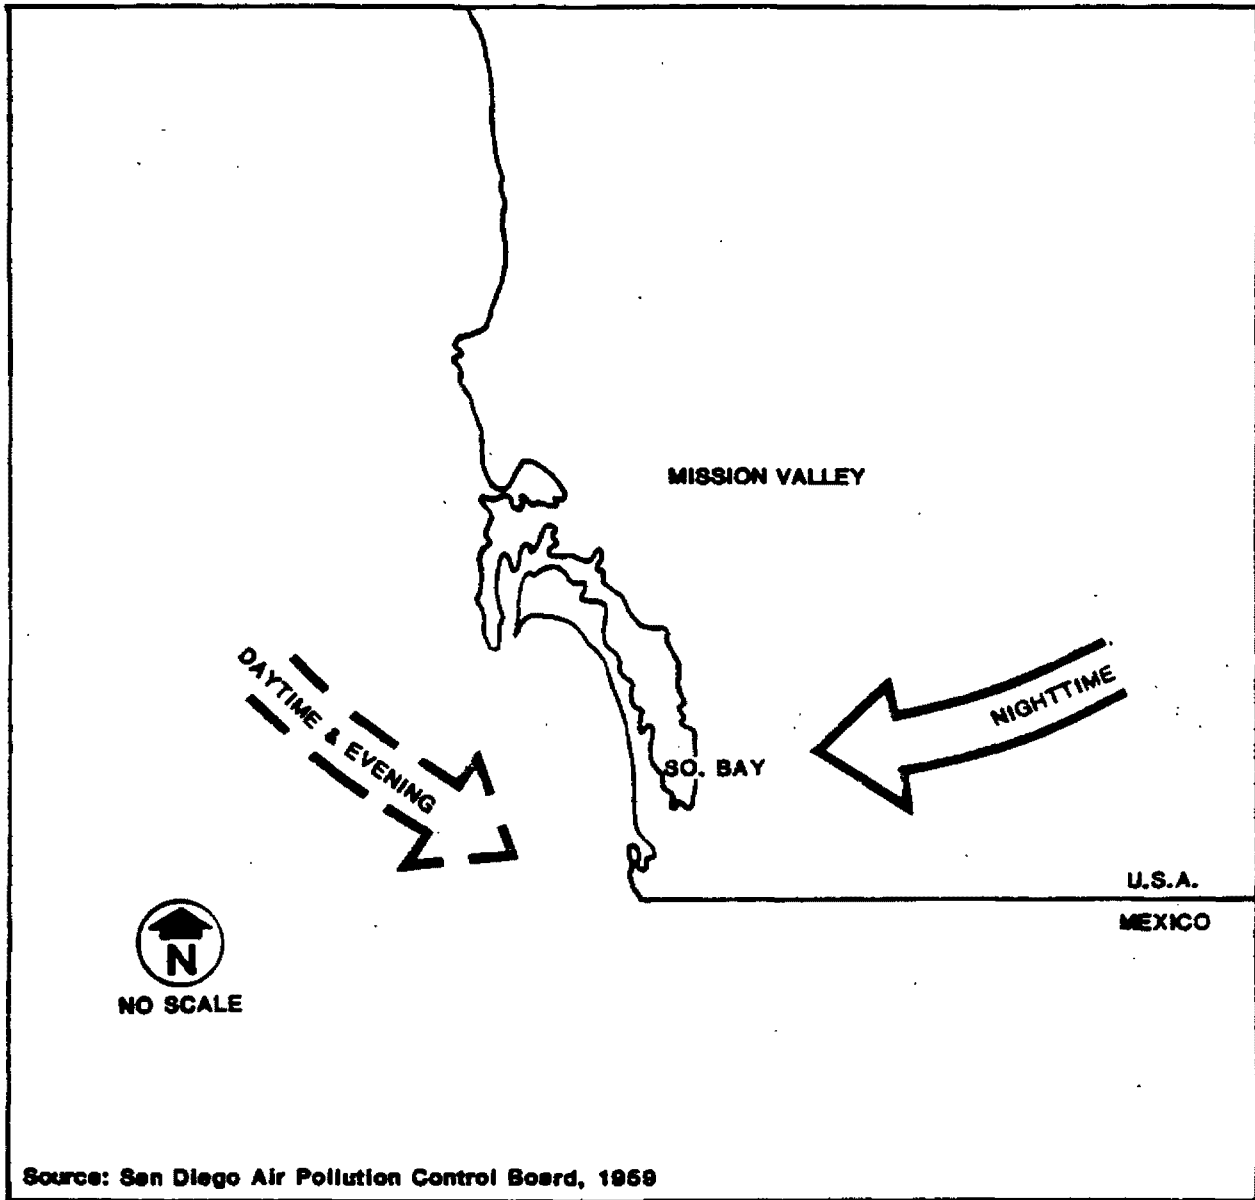 MISSION VALLEY
DAYTIME & EVENING
NIGHTTIME
SO. BAY
U.S.A.
MEXICO
N
NO SCALE
Source: San Diego Air Pollution Control Board, 1959